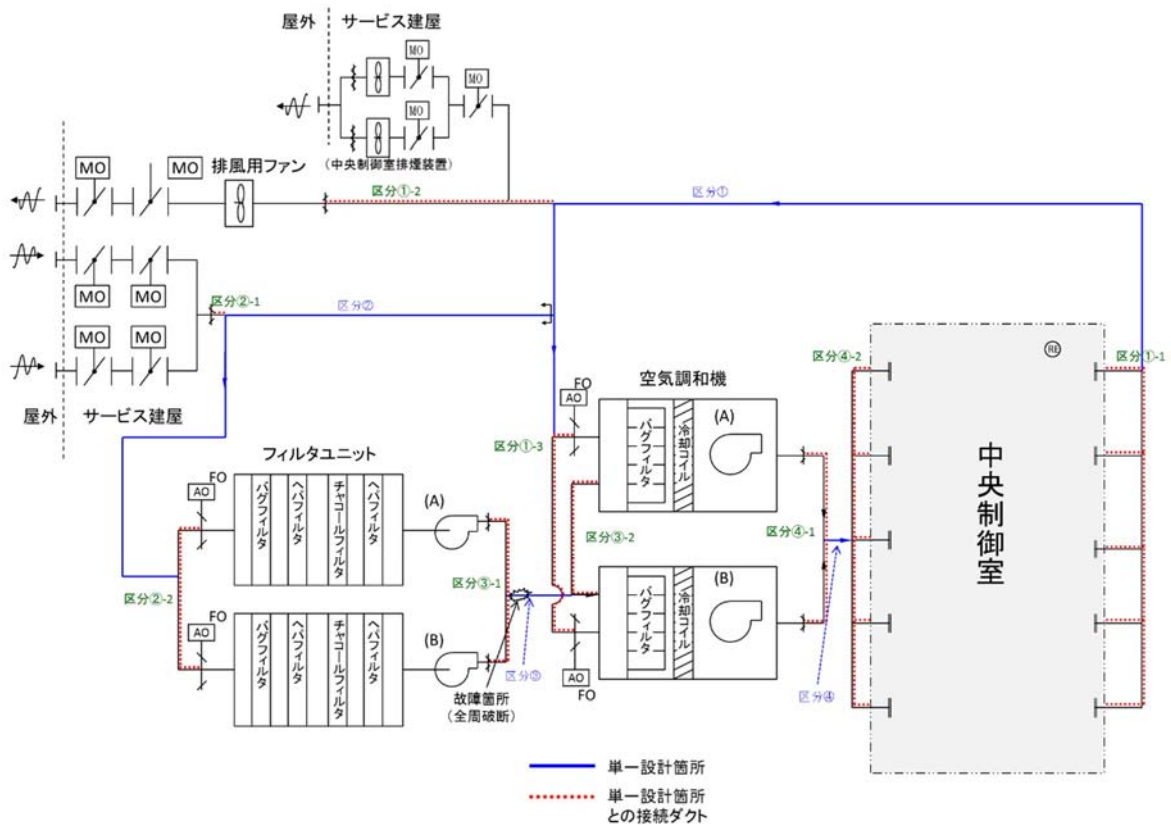 屋外
サービス建屋
MO
MO
MO
(中央制御室排煙装置)
MO
MO
排風用ファン
区分①-2
区分①
MO
MO
区分②-1
区分②
MO
MO
屋外
サービス建屋
フィルタユニット
FO
AO
バグフィルタ
ヘパフィルタ
チャコールフィルタ
ヘパフィルタ
(A)
区分②-2
FO
AO
バグフィルタ
ヘパフィルタ
チャコールフィルタ
ヘパフィルタ
(B)
区分③-1
区分③
故障箇所
(全周破断)
空気調和機
FO
AO
区分①-3
バグフィルタ
冷却コイル
(A)
区分③-2
区分④-1
バグフィルタ
冷却コイル
(B)
AO
FO
区分④
区分④-2
RE
区分①-1
中央制御室
単一設計箇所
単一設計箇所
との接続ダクト